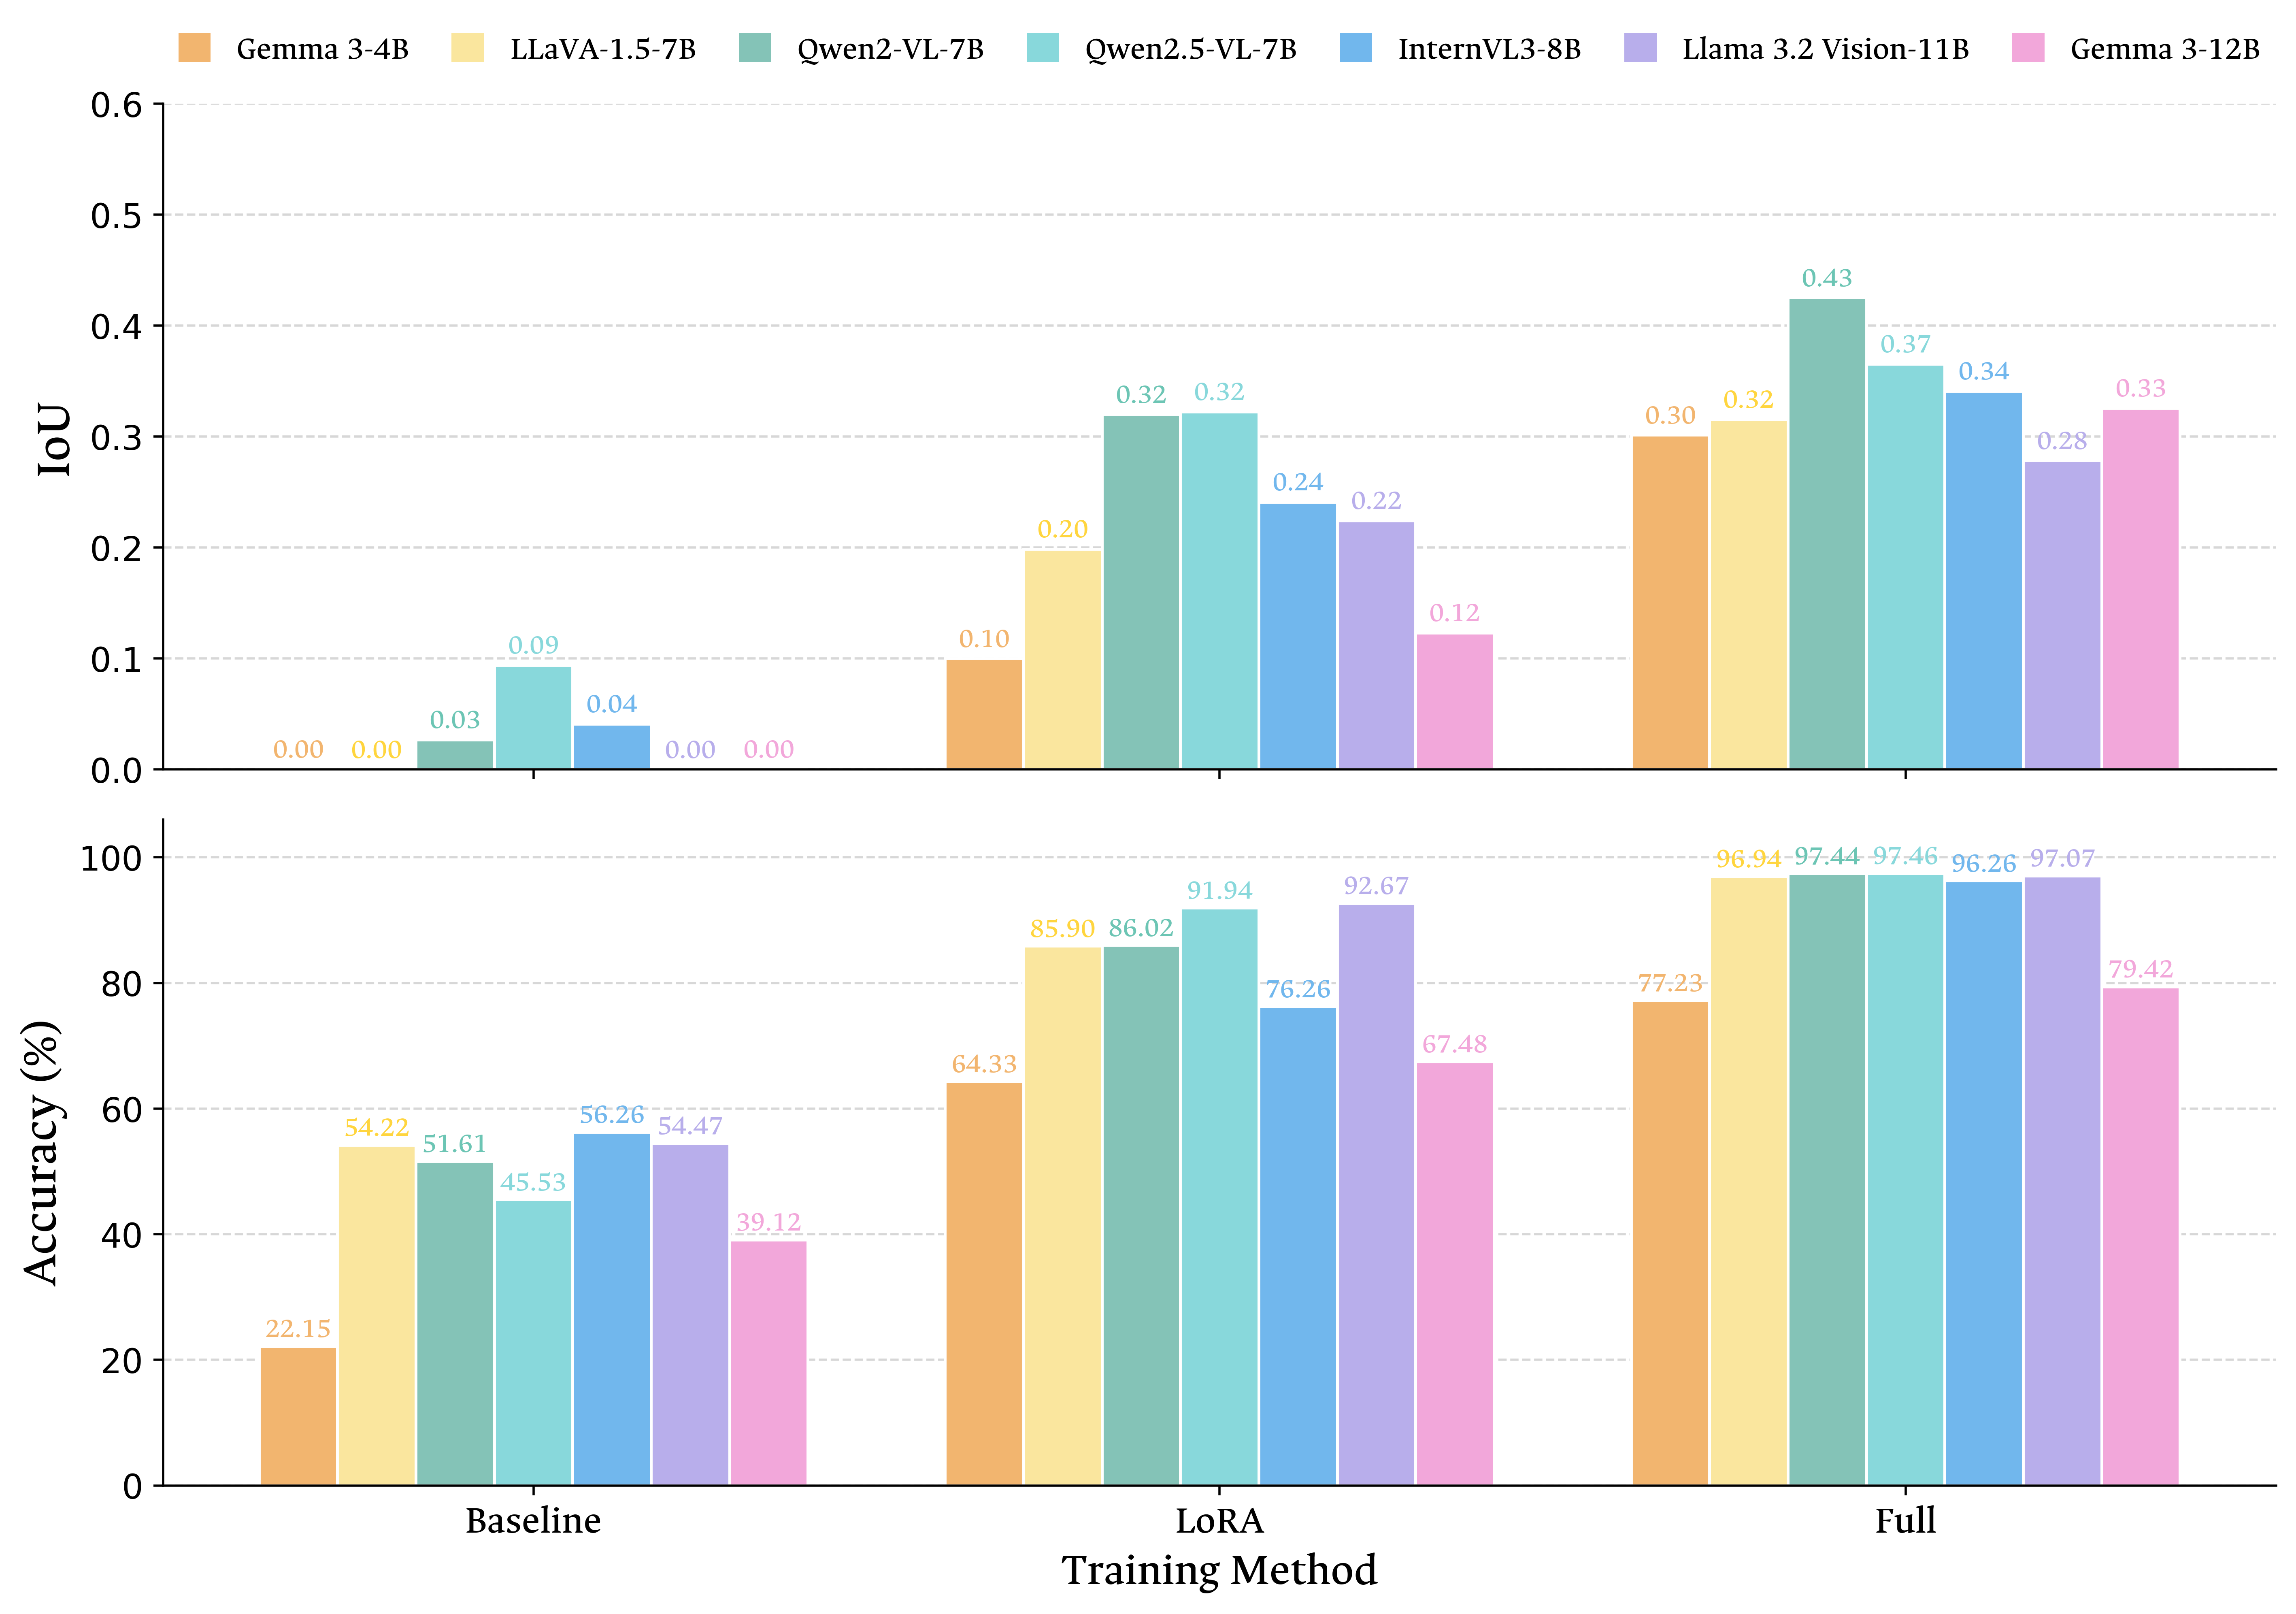 Gemma 3-4B LLaVA-1.5-7B Qwen2-VL-7B Qwen2.5-VL-7B InternVL3-8B Llama 3.2 Vision-11B Gemma 3-12B
IoU
0.6
0.5
0.4
0.3
0.2
0.1
0.0
0.00 0.00 0.03 0.09 0.04 0.00 0.00
0.10 0.20 0.32 0.32 0.24 0.22 0.12
0.30 0.32 0.43 0.37 0.34 0.28 0.33
Accuracy (%)
100
80
60
40
20
0
22.15 54.22 51.61 45.53 56.26 54.47 39.12
64.33 85.90 86.02 91.94 76.26 92.67 67.48
77.23 96.94 97.44 97.46 96.26 97.07 79.42
Baseline LoRA Full
Training Method